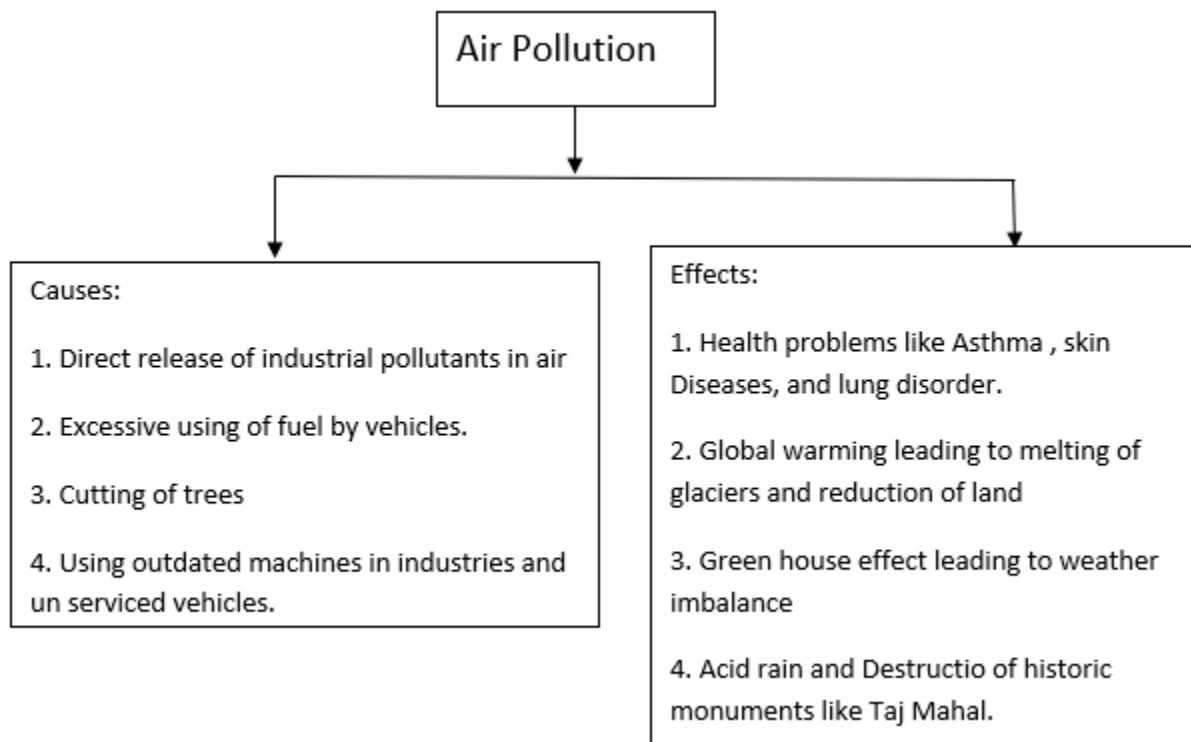 Air Pollution
Causes:
1. Direct release of industrial pollutants in air
2. Excessive using of fuel by vehicles.
3. Cutting of trees
4. Using outdated machines in industries and
un serviced vehicles.
Effects:
1. Health problems like Asthma , skin
Diseases, and lung disorder.
2. Global warming leading to melting of
glaciers and reduction of land
3. Green house effect leading to weather
imbalance
4. Acid rain and Destructio of historic
monuments like Taj Mahal.